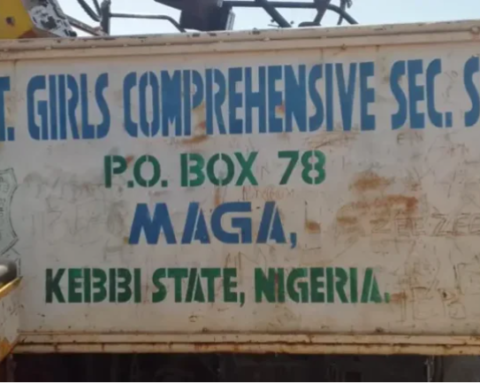 T. GIRLS COMPREHENSIVE SEC. S
P.O. BOX 78
MAGA,
KEBBI STATE, NIGERIA.